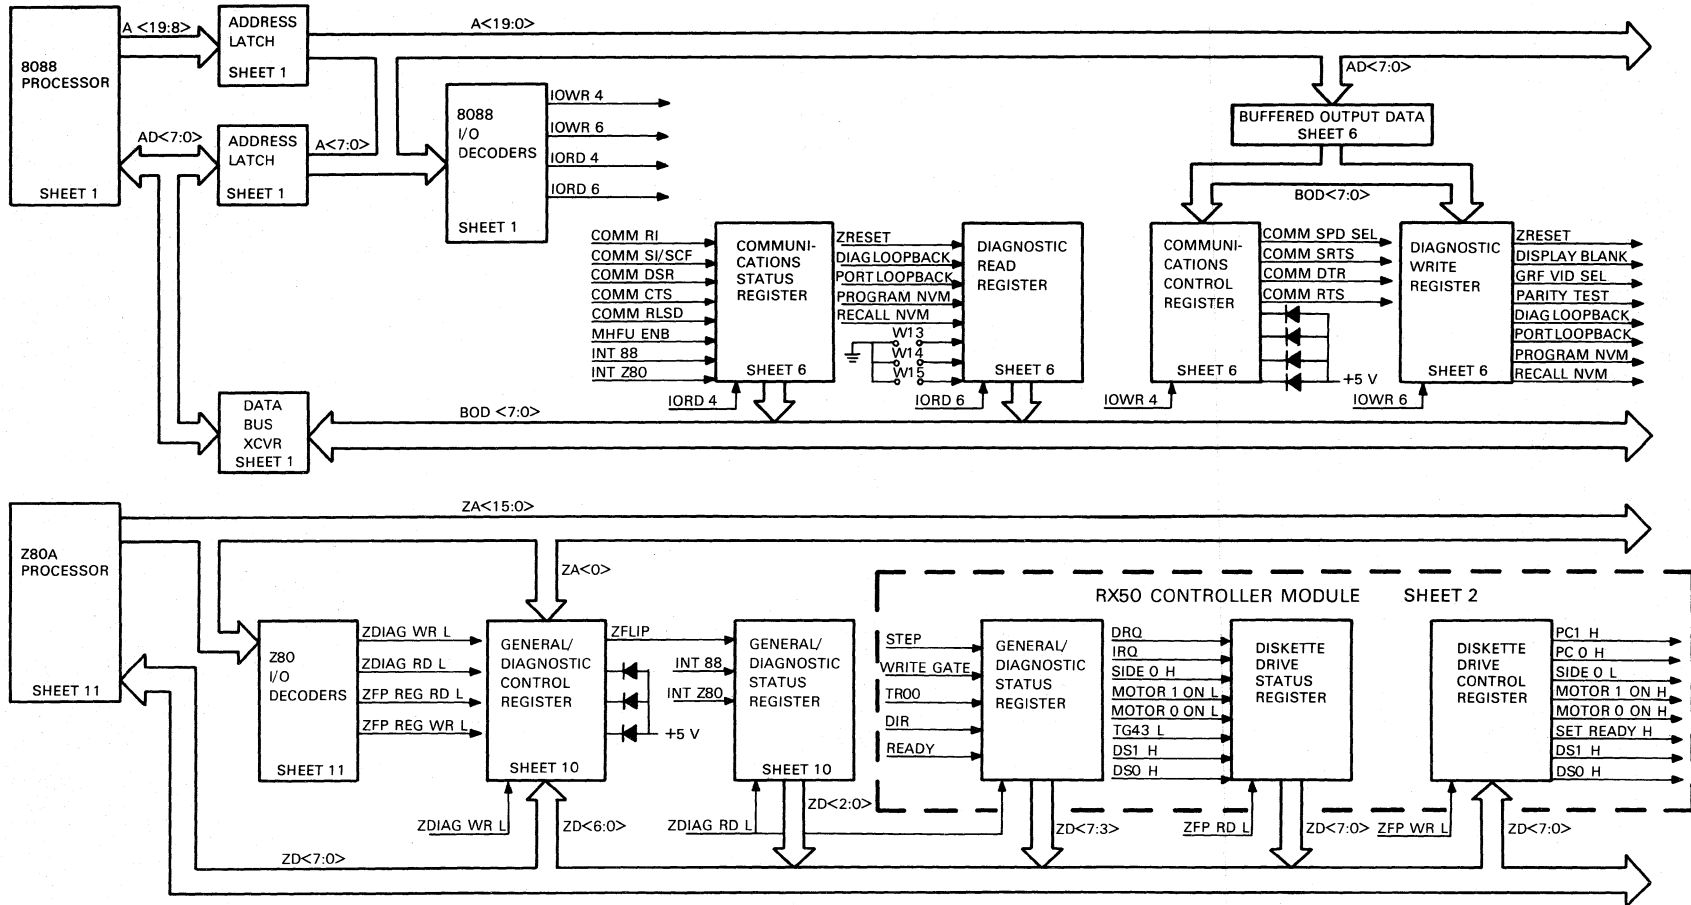 A <19:8>
ADDRESS
LATCH
SHEET 1
A<19:0>
8088
PROCESSOR
SHEET 1
AD<7:0>
ADDRESS
LATCH
SHEET 1
A<7:0>
8088
I/O
DECODERS
SHEET 1
IOWR 4
IOWR 6
IORD 4
IORD 6
AD<7:0>
BUFFERED OUTPUT DATA
SHEET 6
BOD<7:0>
COMM RI
COMM SI/SCF
COMM DSR
COMM CTS
COMM RLSD
MHFU ENB
INT 88
INT Z80
COMMUNI-
CATIONS
STATUS
REGISTER
SHEET 6
IORD 4
ZRESET
DIAG LOOPBACK
PORT LOOPBACK
PROGRAM NVM
RECALL NVM
W13
W14
W15
DIAGNOSTIC
READ
REGISTER
SHEET 6
IORD 6
COMMUNI-
CATIONS
CONTROL
REGISTER
SHEET 6
IOWR 4
COMM SPD SEL
COMM SRTS
COMM DTR
COMM RTS
+5 V
DIAGNOSTIC
WRITE
REGISTER
SHEET 6
IOWR 6
ZRESET
DISPLAY BLANK
GRF VID SEL
PARITY TEST
DIAG LOOPBACK
PORT LOOPBACK
PROGRAM NVM
RECALL NVM
DATA
BUS
XCVR
SHEET 1
BOD <7:0>
Z80A
PROCESSOR
SHEET 11
ZA<15:0>
ZA<0>
Z80
I/O
DECODERS
SHEET 11
ZDIAG WR L
ZDIAG RD L
ZFP REG RD L
ZFP REG WR L
GENERAL/
DIAGNOSTIC
CONTROL
REGISTER
SHEET 10
ZDIAG WR L
ZD<6:0>
ZFLIP
+5 V
INT 88
INT Z80
GENERAL/
DIAGNOSTIC
STATUS
REGISTER
SHEET 10
ZDIAG RD L
ZD<2:0>
RX50 CONTROLLER MODULE SHEET 2
STEP
WRITE GATE
TR00
DIR
READY
GENERAL/
DIAGNOSTIC
STATUS
REGISTER
ZD<7:3>
DRQ
IRQ
SIDE 0 H
MOTOR 1 ON L
MOTOR 0 ON L
TG43 L
DS1 H
DS0 H
DISKETTE
DRIVE
STATUS
REGISTER
ZFP RD L
ZD<7:0>
DISKETTE
DRIVE
CONTROL
REGISTER
ZFP WR L
ZD<7:0>
PC1 H
PC 0 H
SIDE 0 L
MOTOR 1 ON H
MOTOR 0 ON H
SET READY H
DS1 H
DS0 H
ZD<7:0>